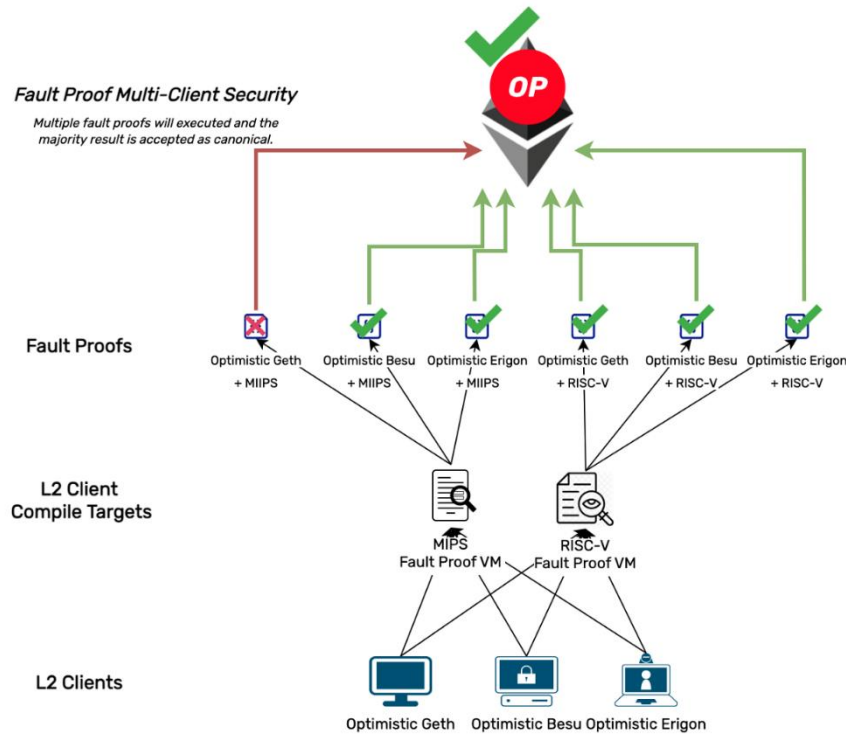 OP
Fault Proof Multi-Client Security
Multiple fault proofs will executed and the
majority result is accepted as canonical.
Fault Proofs
Optimistic Geth
+ MIIPS
Optimistic Besu
+ MIIPS
Optimistic Erigon
+ MIIPS
Optimistic Geth
+ RISC-V
Optimistic Besu
+ RISC-V
Optimistic Erigon
+ RISC-V
L2 Client
Compile Targets
MIPS
Fault Proof VM
RISC-V
Fault Proof VM
L2 Clients
Optimistic Geth
Optimistic Besu
Optimistic Erigon